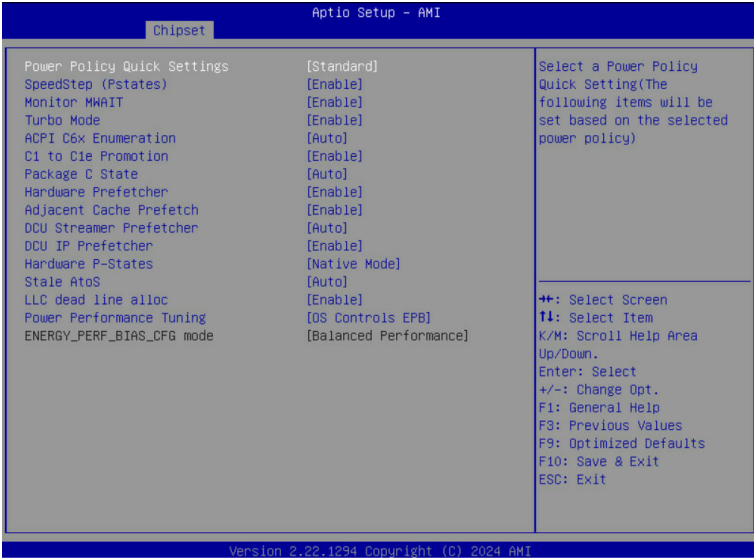 Aptio Setup – AMI
Chipset
Power Policy Quick Settings [Standard]
SpeedStep (Pstates) [Enable]
Monitor MWAIT [Enable]
Turbo Mode [Enable]
ACPI C6x Enumeration [Auto]
C1 to C1e Promotion [Enable]
Package C State [Auto]
Hardware Prefetcher [Enable]
Adjacent Cache Prefetch [Enable]
DCU Streamer Prefetcher [Auto]
DCU IP Prefetcher [Enable]
Hardware P-States [Native Mode]
Stale AtoS [Auto]
LLC dead line alloc [Enable]
Power Performance Tuning [OS Controls EPB]
ENERGY_PERF_BIAS_CFG mode [Balanced Performance]
Select a Power Policy
Quick Setting(The
following items will be
set based on the selected
power policy)
→←: Select Screen
↑↓: Select Item
K/M: Scroll Help Area
Up/Down.
Enter: Select
+/-: Change Opt.
F1: General Help
F3: Previous Values
F9: Optimized Defaults
F10: Save & Exit
ESC: Exit
Version 2.22.1294 Copyright (C) 2024 AMI